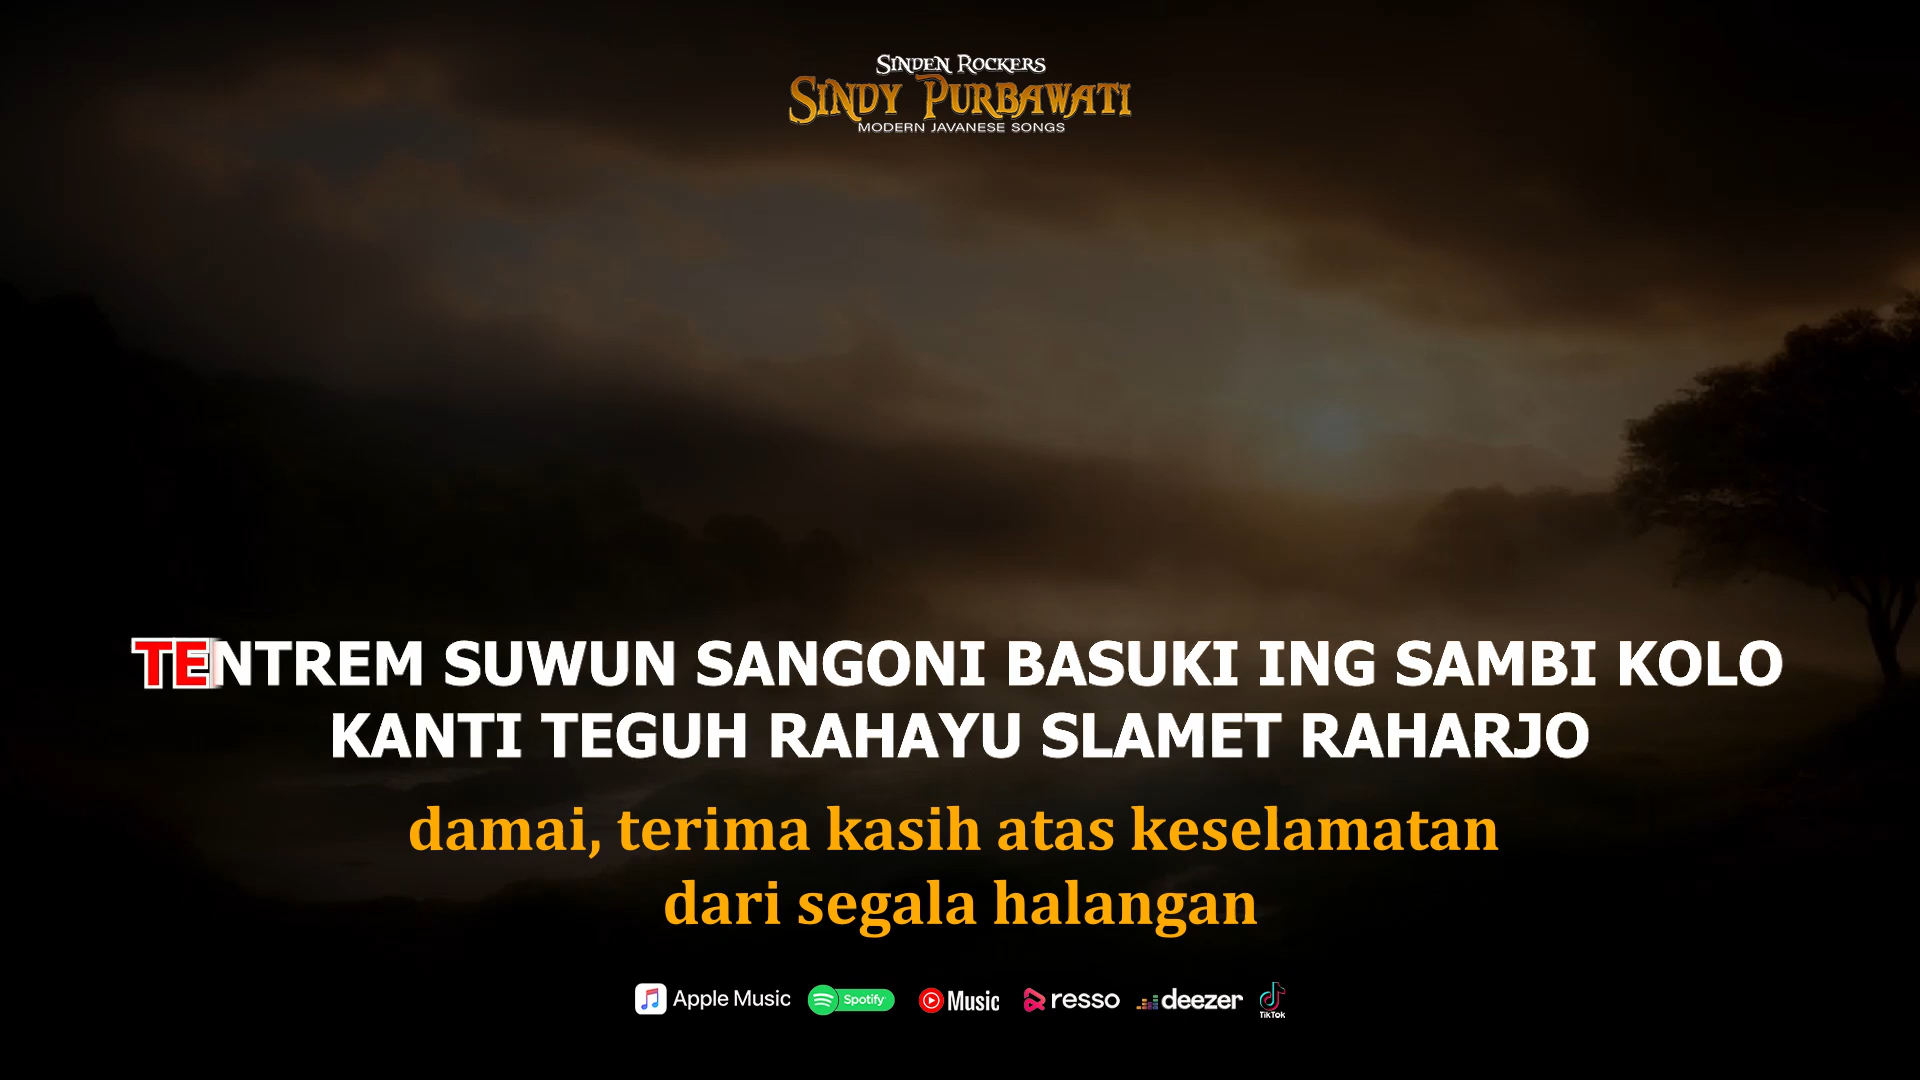 SINDEN ROCKERS
SINDY PURBAWATI
MODERN JAVANESE SONGS
TENTREM SUWUN SANGONI BASUKI ING SAMBI KOLO
KANTI TEGUH RAHAYU SLAMET RAHARJO
damai, terima kasih atas keselamatan
dari segala halangan
Apple Music Spotify Music resso deezer TikTok